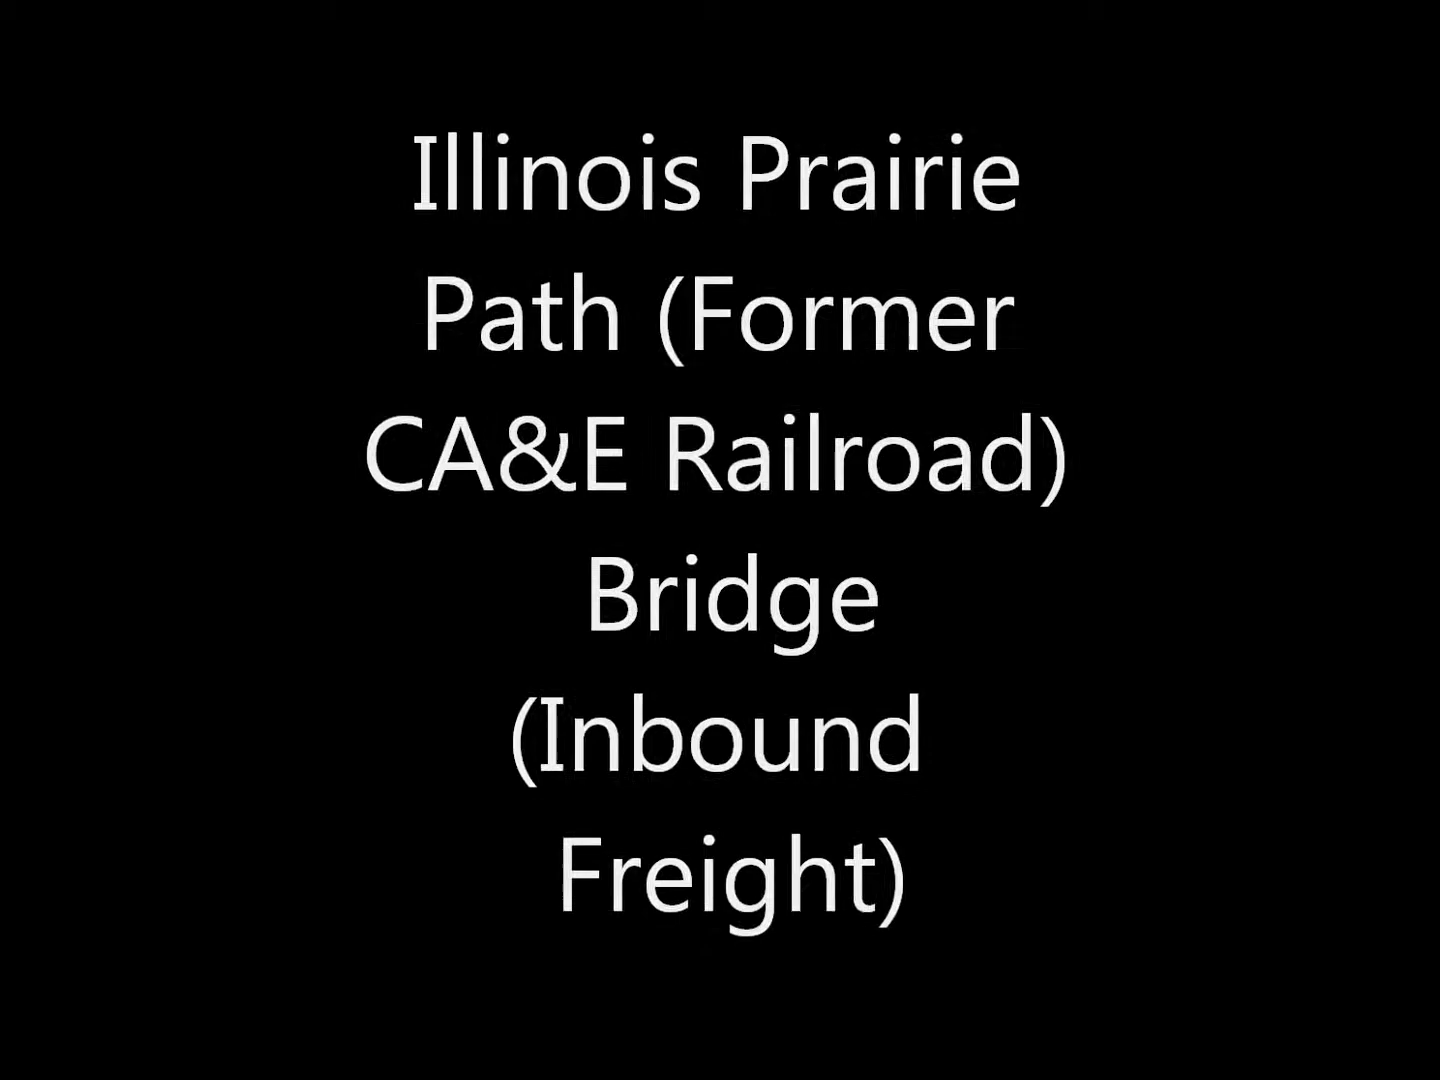 Illinois Prairie
Path (Former
CA&E Railroad)
Bridge
(Inbound
Freight)